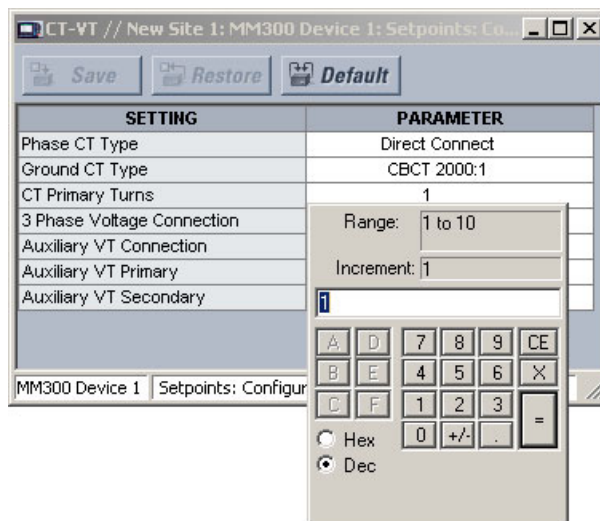 CT-VT // New Site 1: MM300 Device 1: Setpoints: Co...
Save Restore Default
SETTING PARAMETER
Phase CT Type Direct Connect
Ground CT Type CBCT 2000:1
CT Primary Turns 1
3 Phase Voltage Connection
Auxiliary VT Connection
Auxiliary VT Primary
Auxiliary VT Secondary
Range: 1 to 10
Increment: 1
1
A D 7 8 9 CE
B E 4 5 6 X
C F 1 2 3 =
0 +/- .
Hex
Dec
MM300 Device 1 Setpoints: Configur